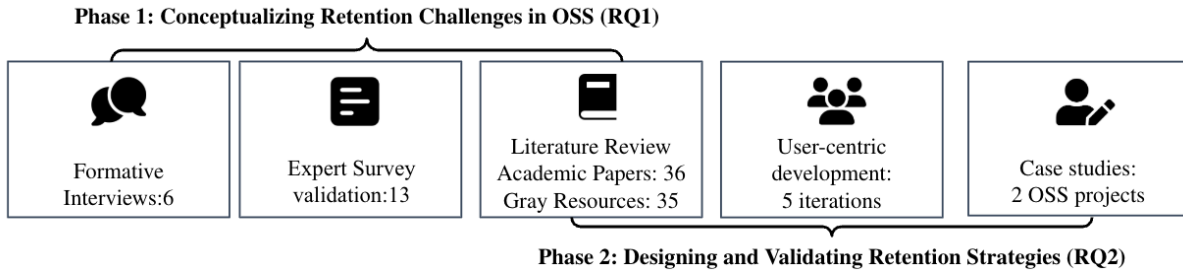 Phase 1: Conceptualizing Retention Challenges in OSS (RQ1)
Formative
Interviews:6
Expert Survey
validation:13
Literature Review
Academic Papers: 36
Gray Resources: 35
User-centric
development:
5 iterations
Case studies:
2 OSS projects
Phase 2: Designing and Validating Retention Strategies (RQ2)